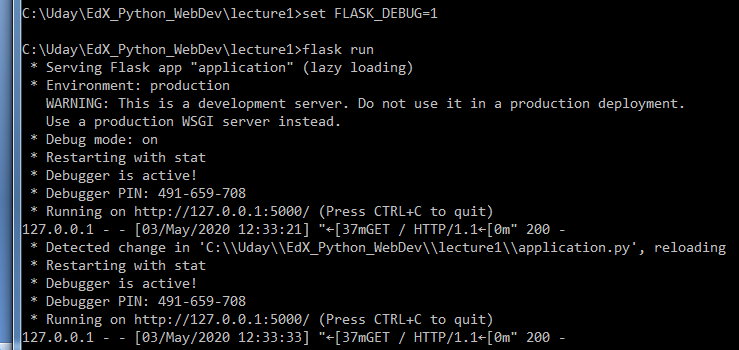 C:\Uday\EdX_Python_WebDev\lecture1>set FLASK_DEBUG=1
C:\Uday\EdX_Python_WebDev\lecture1>flask run
* Serving Flask app "application" (lazy loading)
* Environment: production
WARNING: This is a development server. Do not use it in a production deployment.
Use a production WSGI server instead.
* Debug mode: on
* Restarting with stat
* Debugger is active!
* Debugger PIN: 491-659-708
* Running on http://127.0.0.1:5000/ (Press CTRL+C to quit)
127.0.0.1 - - [03/May/2020 12:33:21] "←[37mGET / HTTP/1.1←[0m" 200 -
* Detected change in 'C:\\Uday\\EdX_Python_WebDev\\lecture1\\application.py', reloading
* Restarting with stat
* Debugger is active!
* Debugger PIN: 491-659-708
* Running on http://127.0.0.1:5000/ (Press CTRL+C to quit)
127.0.0.1 - - [03/May/2020 12:33:33] "←[37mGET / HTTP/1.1←[0m" 200 -